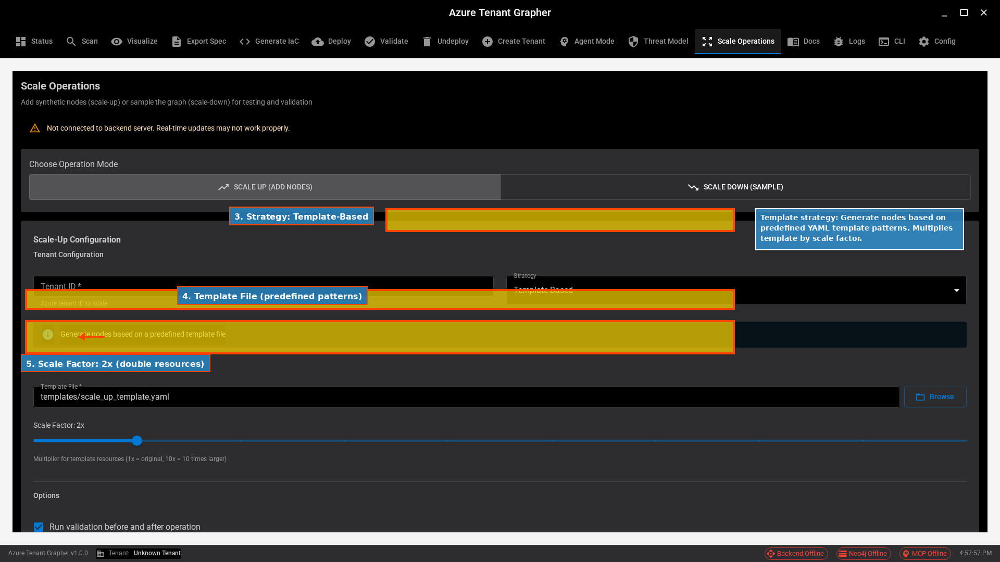 Azure Tenant Grapher
Status Scan Visualize Export Spec Generate IaC Deploy Validate Undeploy Create Tenant Agent Mode Threat Model Scale Operations Docs Logs CLI Config
Scale Operations
Add synthetic nodes (scale-up) or sample the graph (scale-down) for testing and validation
Not connected to backend server. Real-time updates may not work properly.
Choose Operation Mode
SCALE UP (ADD NODES) SCALE DOWN (SAMPLE)
3. Strategy: Template-Based
Template strategy: Generate nodes based on
predefined YAML template patterns. Multiplies
template by scale factor.
Scale-Up Configuration
Tenant Configuration
Strategy
Tenant ID *
Template Based
4. Template File (predefined patterns)
Azure tenant ID to scale
Generate nodes based on a predefined template file
5. Scale Factor: 2x (double resources)
Template File *
templates/scale_up_template.yaml
Browse
Scale Factor: 2x
Multiplier for template resources (1x = original, 10x = 10 times larger)
Options
Run validation before and after operation
Azure Tenant Grapher v1.0.0 Tenant: Unknown Tenant Backend Offline Neo4j Offline MCP Offline 4:57:57 PM